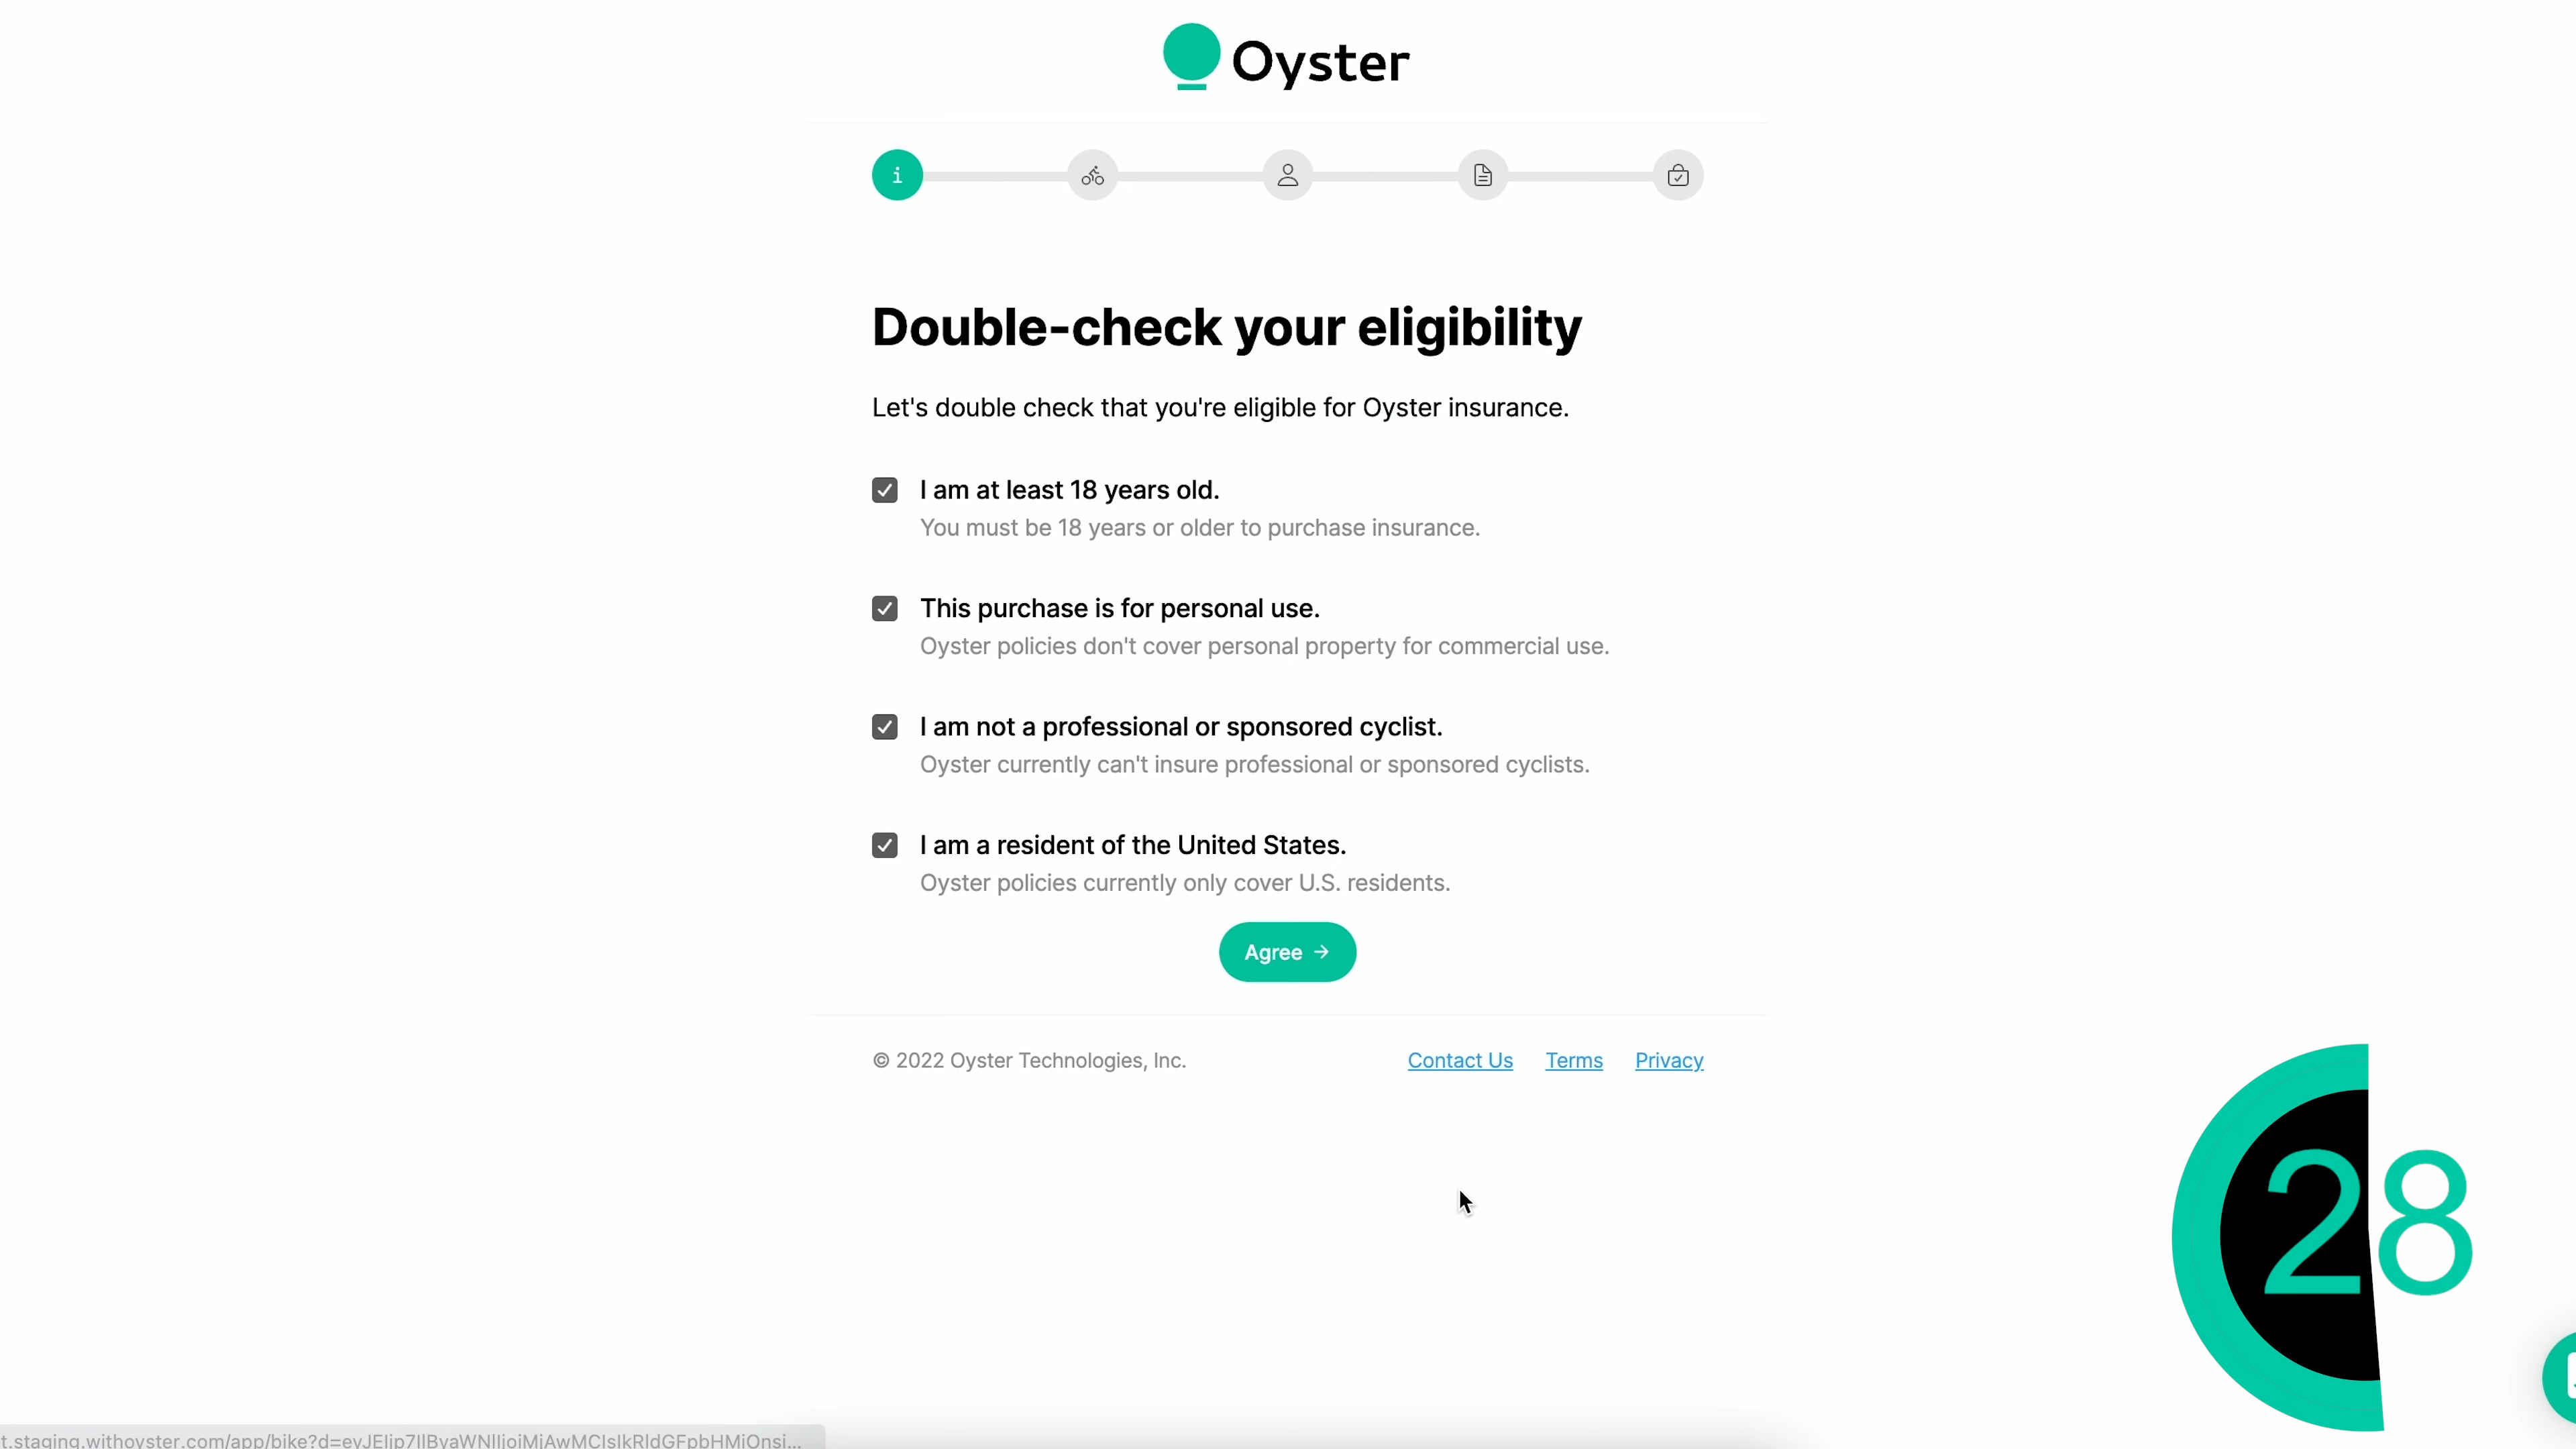 Oyster
i
Double-check your eligibility
Let's double check that you're eligible for Oyster insurance.
I am at least 18 years old.
You must be 18 years or older to purchase insurance.
This purchase is for personal use.
Oyster policies don't cover personal property for commercial use.
I am not a professional or sponsored cyclist.
Oyster currently can't insure professional or sponsored cyclists.
I am a resident of the United States.
Oyster policies currently only cover U.S. residents.
Agree →
© 2022 Oyster Technologies, Inc. Contact Us Terms Privacy
28